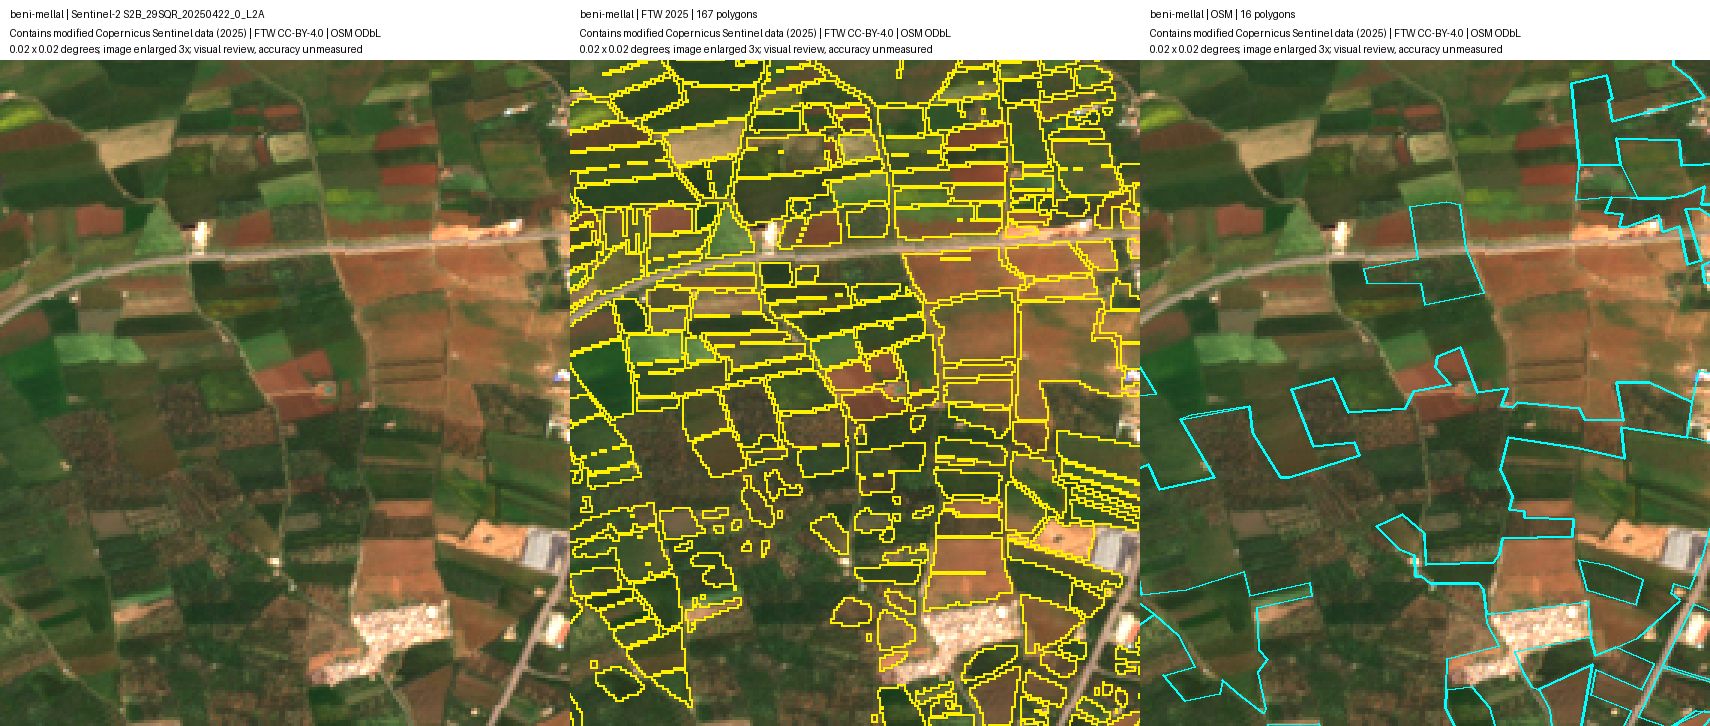 beni-mellal | Sentinel-2 S2B_29SQR_20250422_0_L2A
Contains modified Copernicus Sentinel data (2025) | FTW CC-BY-4.0 | OSM ODbL
0.02 x 0.02 degrees; image enlarged 3x; visual review, accuracy unmeasured
beni-mellal | FTW 2025 | 167 polygons
Contains modified Copernicus Sentinel data (2025) | FTW CC-BY-4.0 | OSM ODbL
0.02 x 0.02 degrees; image enlarged 3x; visual review, accuracy unmeasured
beni-mellal | OSM | 16 polygons
Contains modified Copernicus Sentinel data (2025) | FTW CC-BY-4.0 | OSM ODbL
0.02 x 0.02 degrees; image enlarged 3x; visual review, accuracy unmeasured